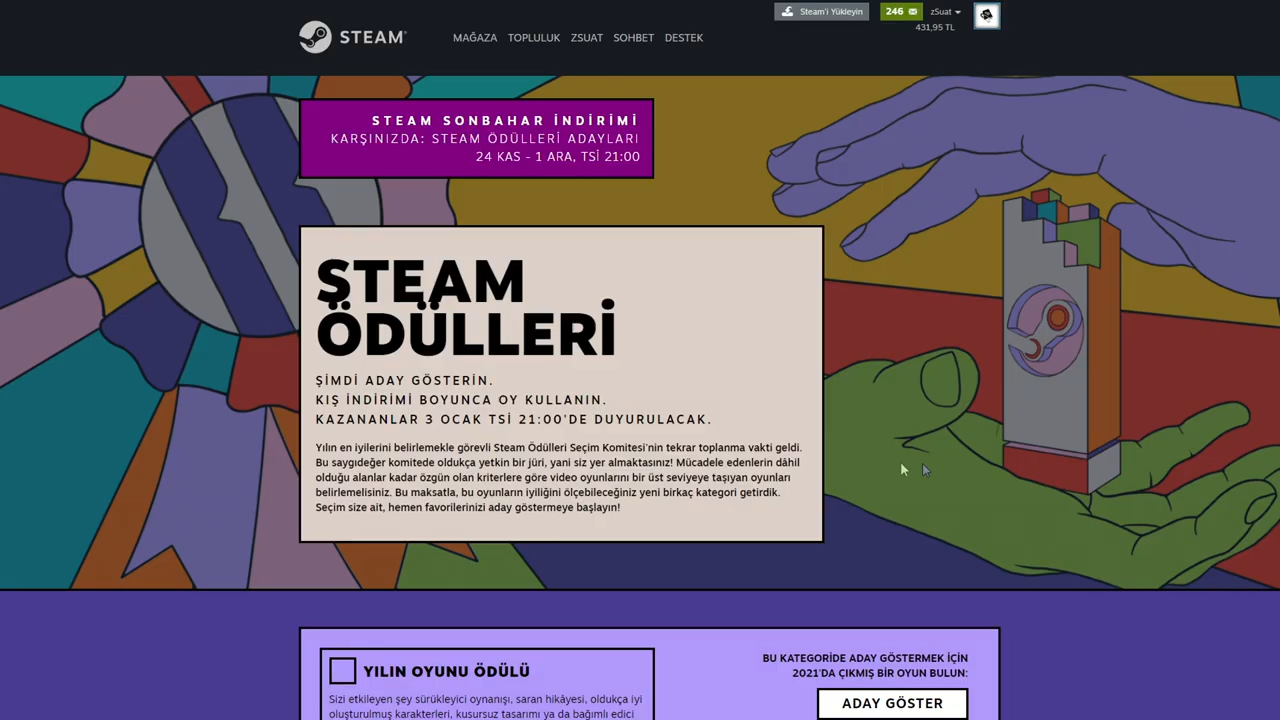 STEAM
MAĞAZA TOPLULUK ZSUAT SOHBET DESTEK
Steam'i Yükleyin
246
zSuat
431,95 TL
STEAM SONBAHAR İNDİRİMİ
KARŞINIZDA: STEAM ÖDÜLLERİ ADAYLARI
24 KAS - 1 ARA, TSİ 21:00
STEAM
ÖDÜLLERİ
ŞİMDİ ADAY GÖSTERİN.
KIŞ İNDİRİMİ BOYUNCA OY KULLANIN.
KAZANANLAR 3 OCAK TSİ 21:00'DE DUYURULACAK.
Yılın en iyilerini belirlemekle görevli Steam Ödülleri Seçim Komitesi'nin tekrar toplanma vakti geldi.
Bu saygıdeğer komitede oldukça yetkin bir jüri, yani siz yer almaktasınız! Mücadele edenlerin dâhil
olduğu alanlar kadar özgün olan kriterlere göre video oyunlarını bir üst seviyeye taşıyan oyunları
belirlemelisiniz. Bu maksatla, bu oyunların iyiliğini ölçebileceğiniz yeni birkaç kategori getirdik.
Seçim size ait, hemen favorilerinizi aday göstermeye başlayın!
YILIN OYUNU ÖDÜLÜ
Sizi etkileyen şey sürükleyici oynanışı, saran hikâyesi, oldukça iyi
oluşturulmuş karakterleri, kusursuz tasarımı ya da bağımlı edici
BU KATEGORİDE ADAY GÖSTERMEK İÇİN
2021'DA ÇIKMIŞ BİR OYUN BULUN:
ADAY GÖSTER